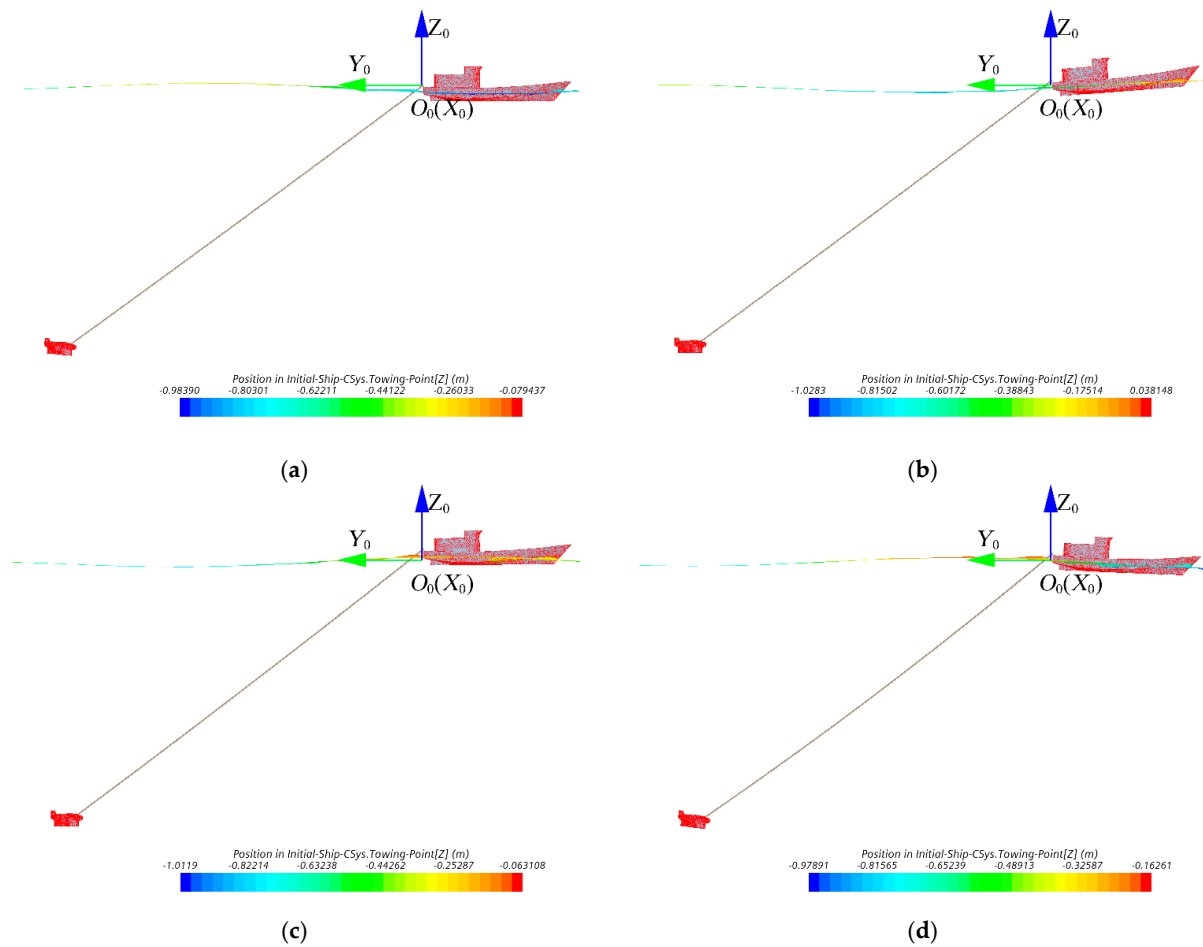 Z₀
Y₀
O₀(X₀)
Position in Initial-Ship-CSys.Towing-Point[Z] (m)
-0.98390 -0.80301 -0.62211 -0.44122 -0.26033 -0.079437
(a)
Z₀
Y₀
O₀(X₀)
Position in Initial-Ship-CSys.Towing-Point[Z] (m)
-1.0283 -0.81502 -0.60172 -0.38843 -0.17514 0.038148
(b)
Z₀
Y₀
O₀(X₀)
Position in Initial-Ship-CSys.Towing-Point[Z] (m)
-1.0119 -0.82214 -0.63238 -0.44262 -0.25287 -0.063108
(c)
Z₀
Y₀
O₀(X₀)
Position in Initial-Ship-CSys.Towing-Point[Z] (m)
-0.97891 -0.81565 -0.65239 -0.48913 -0.32587 -0.16261
(d)